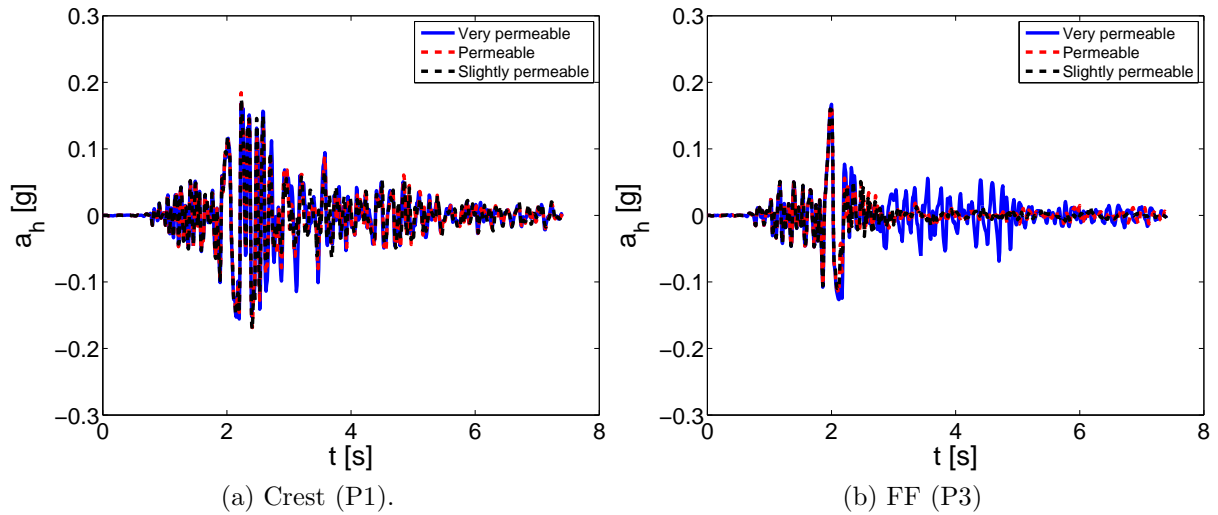 0.3
0.2
0.1
0
−0.1
−0.2
−0.3
a_h [g]
0 2 4 6 8
t [s]
Very permeable
Permeable
Slightly permeable
(a) Crest (P1).
0.3
0.2
0.1
0
−0.1
−0.2
−0.3
a_h [g]
0 2 4 6 8
t [s]
Very permeable
Permeable
Slightly permeable
(b) FF (P3)